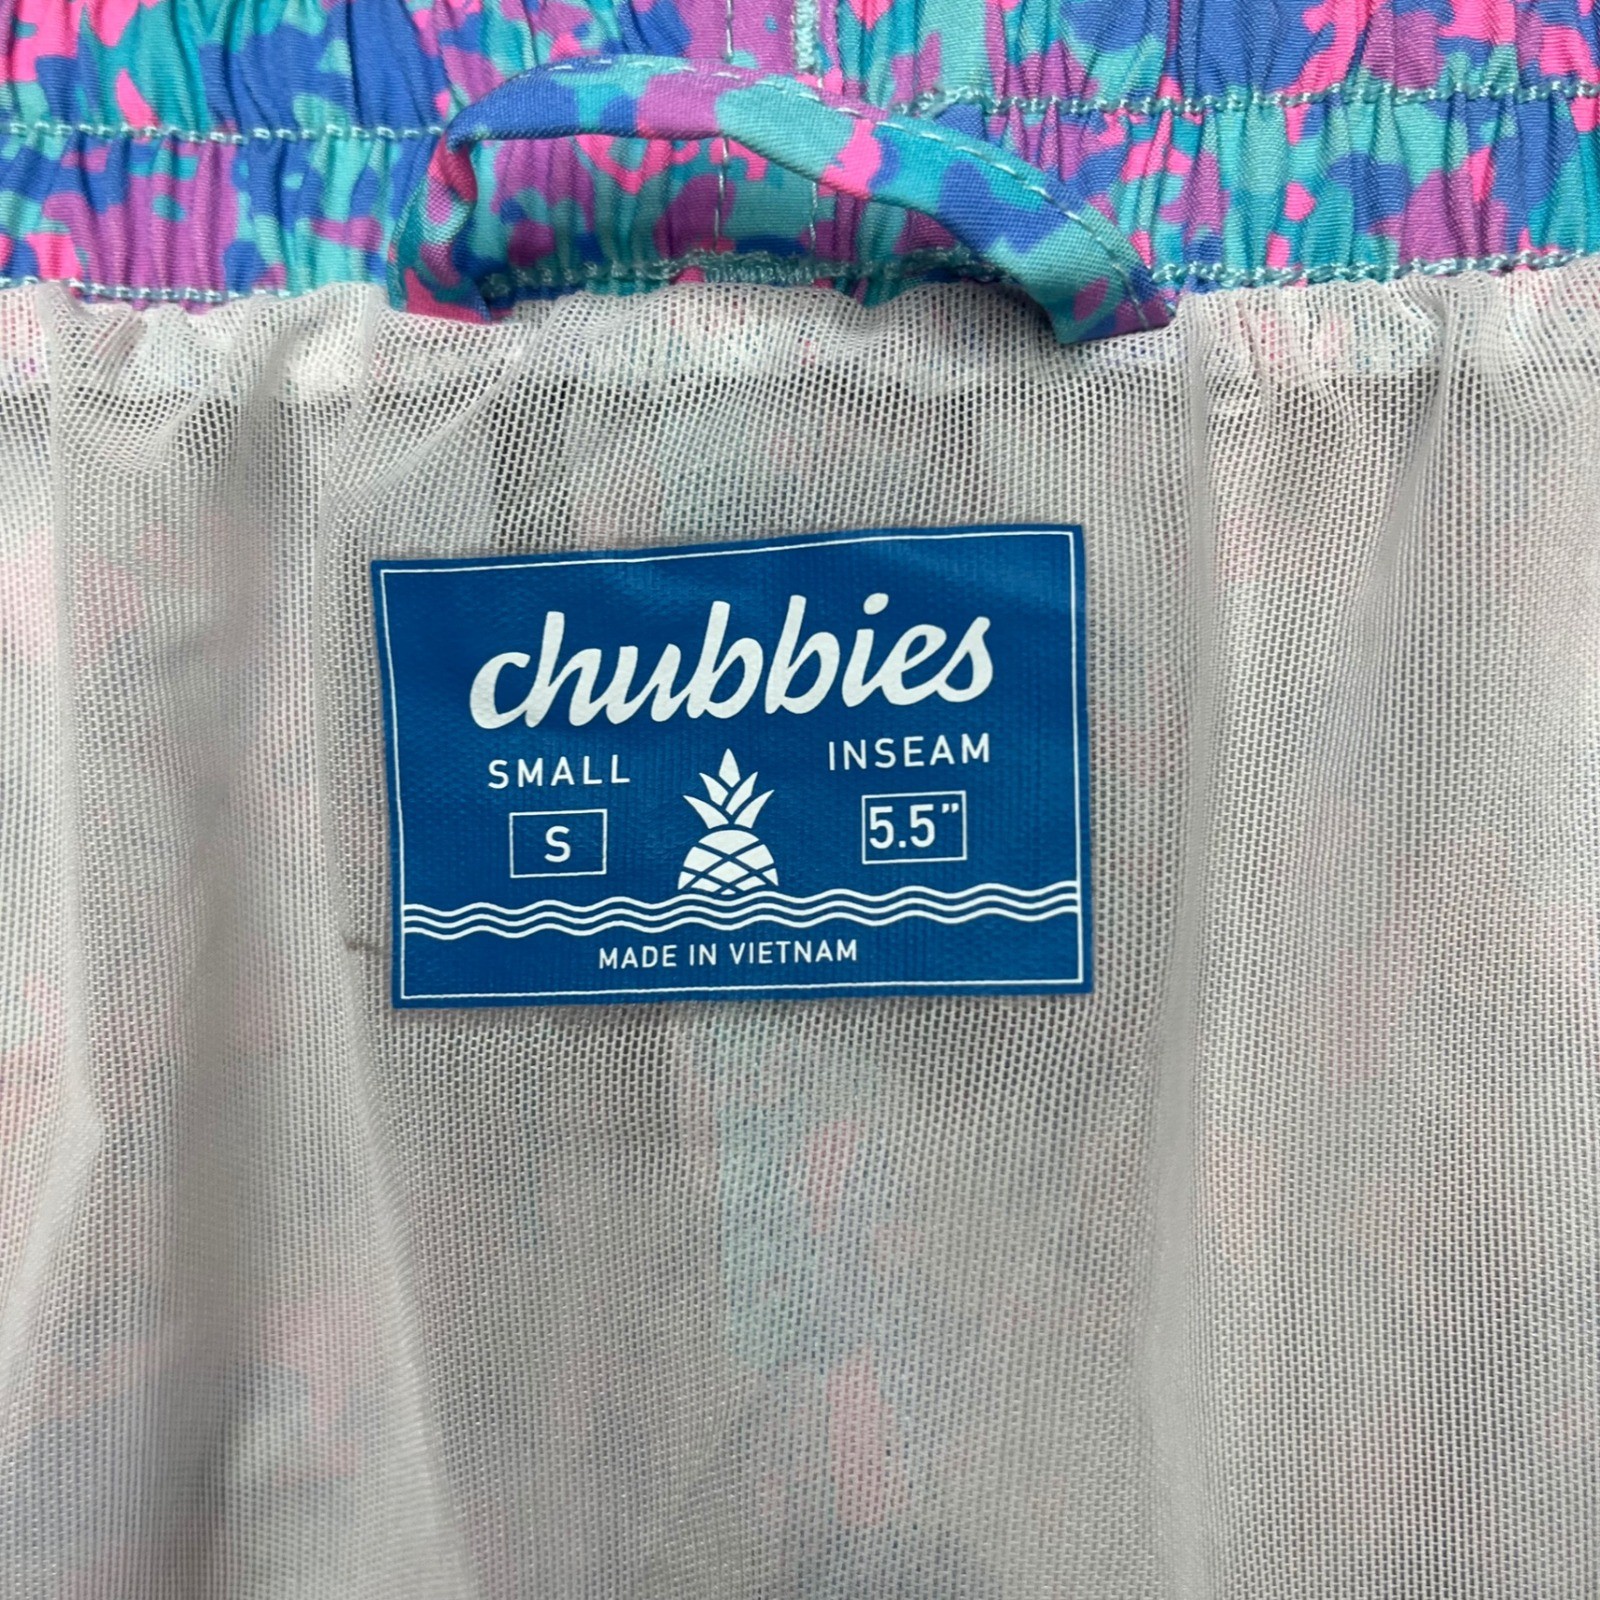 chubbies
SMALL INSEAM
S 5.5”
MADE IN VIETNAM